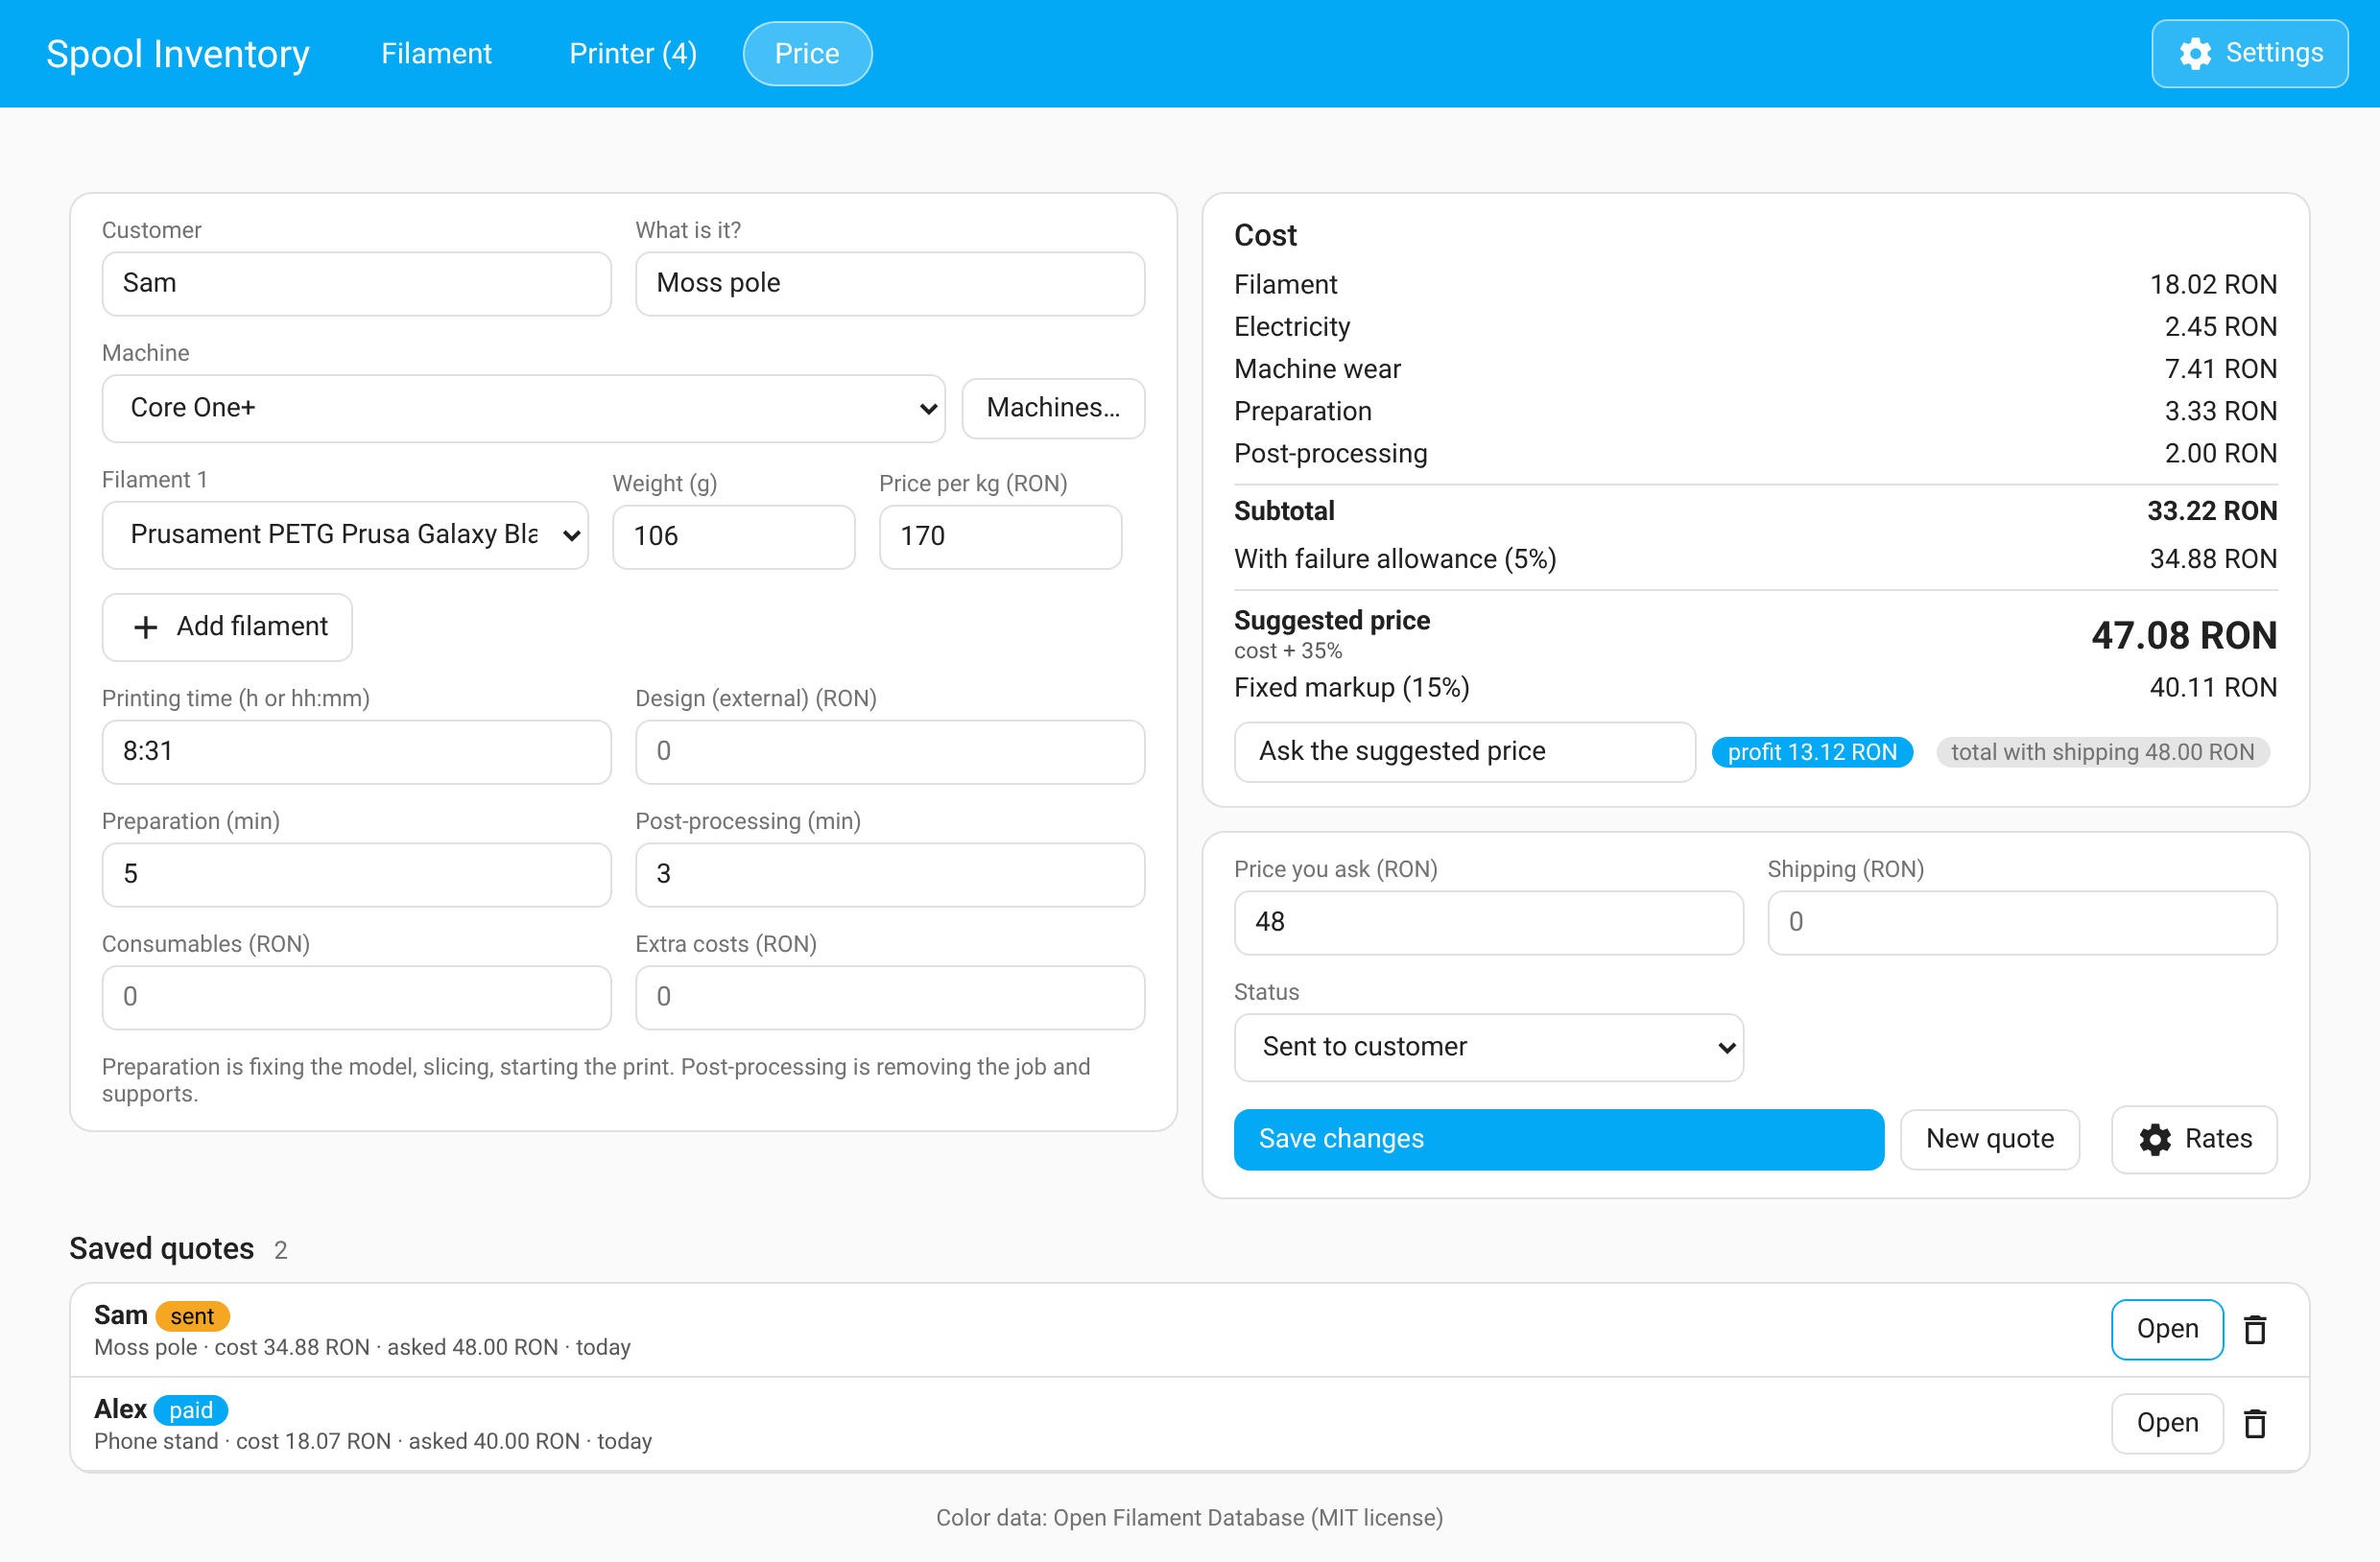 Spool Inventory
Filament
Printer (4)
Price
Settings
Customer
What is it?
Sam
Moss pole
Machine
Core One+
Machines...
Filament 1
Weight (g)
Price per kg (RON)
Prusament PETG Prusa Galaxy Bla
106
170
+ Add filament
Printing time (h or hh:mm)
Design (external) (RON)
8:31
0
Preparation (min)
Post-processing (min)
5
3
Consumables (RON)
Extra costs (RON)
0
0
Preparation is fixing the model, slicing, starting the print. Post-processing is removing the job and
supports.
Cost
Filament 18.02 RON
Electricity 2.45 RON
Machine wear 7.41 RON
Preparation 3.33 RON
Post-processing 2.00 RON
Subtotal 33.22 RON
With failure allowance (5%) 34.88 RON
Suggested price 47.08 RON
cost + 35%
Fixed markup (15%) 40.11 RON
Ask the suggested price
profit 13.12 RON
total with shipping 48.00 RON
Price you ask (RON)
Shipping (RON)
48
0
Status
Sent to customer
Save changes
New quote
Rates
Saved quotes 2
Sam sent
Moss pole · cost 34.88 RON · asked 48.00 RON · today
Open
Alex paid
Phone stand · cost 18.07 RON · asked 40.00 RON · today
Open
Color data: Open Filament Database (MIT license)